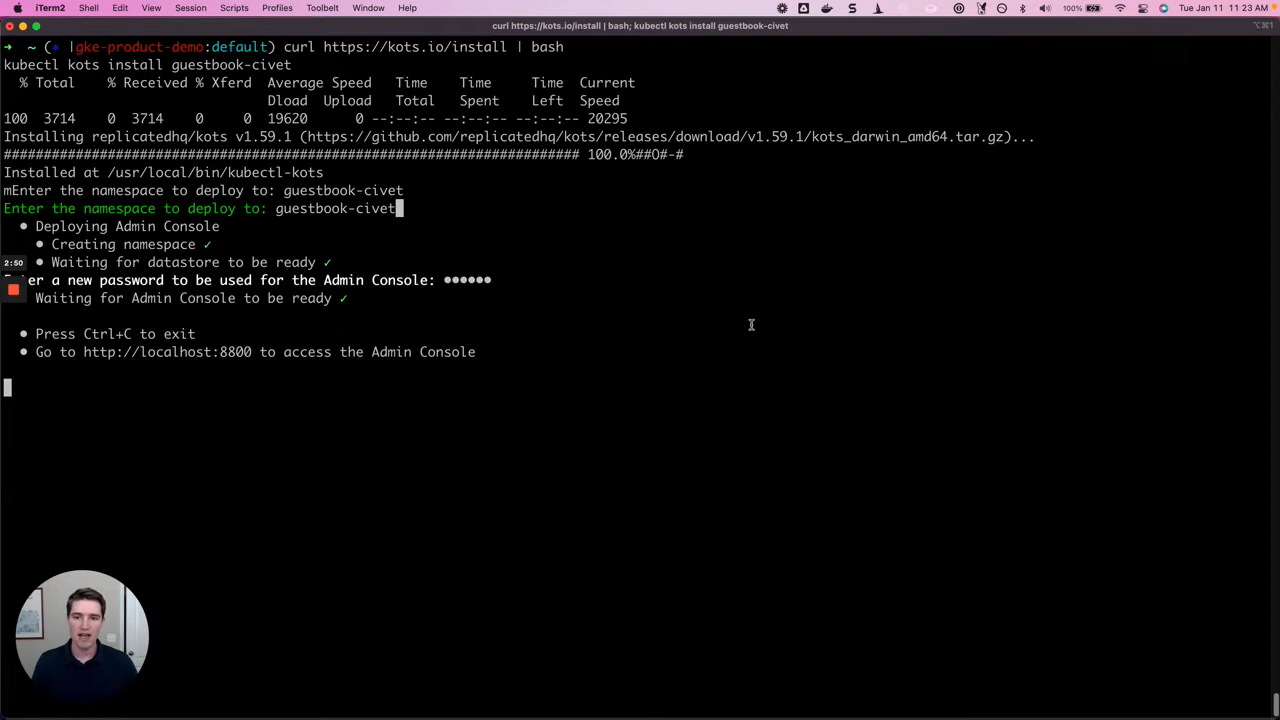 iTerm2 Shell Edit View Session Scripts Profiles Toolbelt Window Help 100% Tue Jan 11 11:23 AM
curl https://kots.io/install | bash; kubectl kots install guestbook-civet ⌥⌘1
➜ ~ (* |gke-product-demo:default) curl https://kots.io/install | bash
kubectl kots install guestbook-civet
% Total % Received % Xferd Average Speed Time Time Time Current
Dload Upload Total Spent Left Speed
100 3714 0 3714 0 0 19620 0 --:--:-- --:--:-- --:--:-- 20295
Installing replicatedhq/kots v1.59.1 (https://github.com/replicatedhq/kots/releases/download/v1.59.1/kots_darwin_amd64.tar.gz)...
######################################################################## 100.0%##O#-#
Installed at /usr/local/bin/kubectl-kots
mEnter the namespace to deploy to: guestbook-civet
Enter the namespace to deploy to: guestbook-civet
• Deploying Admin Console
• Creating namespace ✓
2:50
• Waiting for datastore to be ready ✓
er a new password to be used for the Admin Console: ••••••
Waiting for Admin Console to be ready ✓
• Press Ctrl+C to exit
• Go to http://localhost:8800 to access the Admin Console